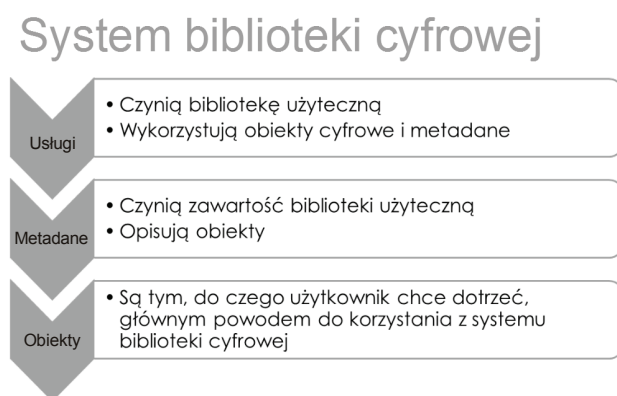 System biblioteki cyfrowej
Usługi
• Czynią bibliotekę użyteczną
• Wykorzystują obiekty cyfrowe i metadane
Metadane
• Czynią zawartość biblioteki użyteczną
• Opisują obiekty
Obiekty
• Są tym, do czego użytkownik chce dotrzeć,
głównym powodem do korzystania z systemu
biblioteki cyfrowej